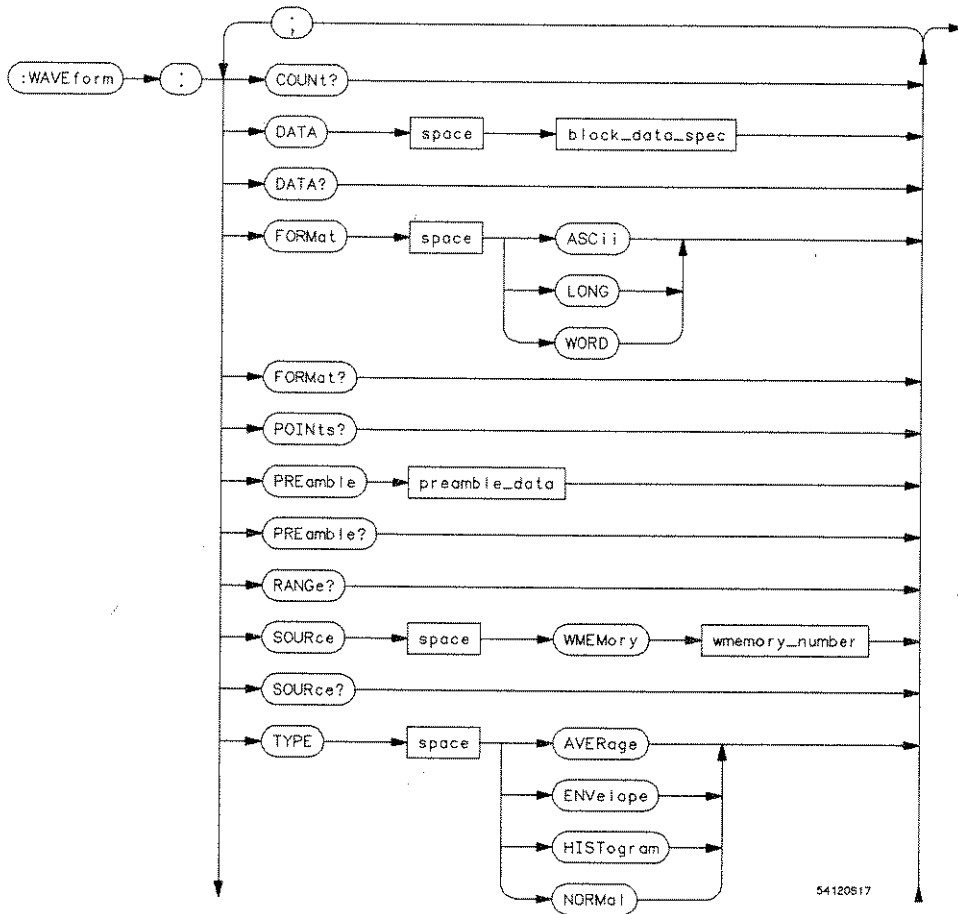 ;
:WAVEform : COUNt?
DATA space block_data_spec
DATA?
FORMat space ASCii
LONG
WORD
FORMat?
POINts?
PREamble preamble_data
PREamble?
RANGe?
SOURce space WMEMory wmemory_number
SOURce?
TYPE space AVERage
ENVelope
HISTogram
NORMal
54120S17